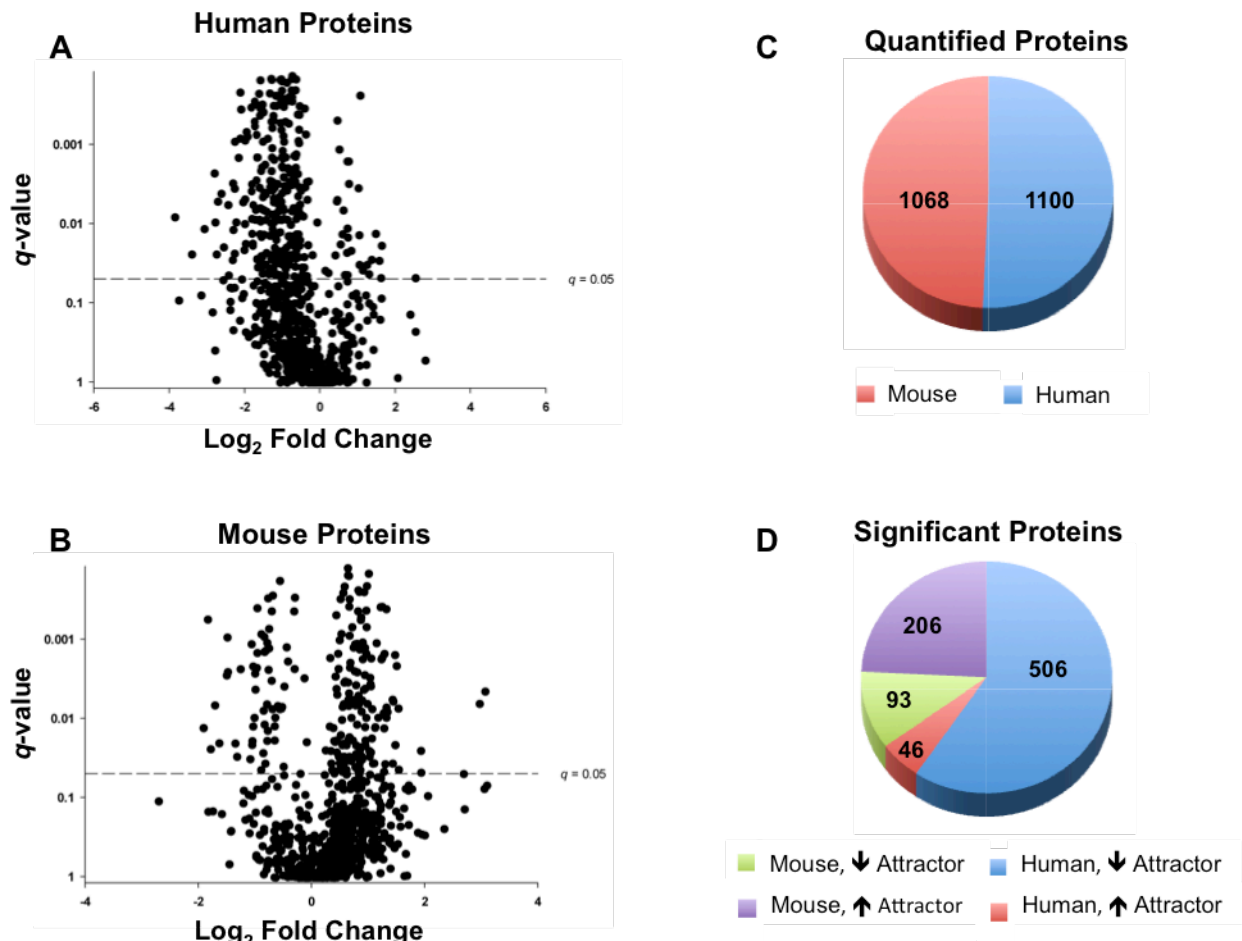 A
Human Proteins
0.001
0.01
0.1
1
q-value
q = 0.05
-6 -4 -2 0 2 4 6
Log2 Fold Change
B
Mouse Proteins
0.001
0.01
0.1
1
q-value
q = 0.05
-4 -2 0 2 4
Log2 Fold Change
C
Quantified Proteins
1068 1100
Mouse Human
D
Significant Proteins
206
506
93
46
Mouse, ↓ Attractor Human, ↓ Attractor
Mouse, ↑ Attractor Human, ↑ Attractor